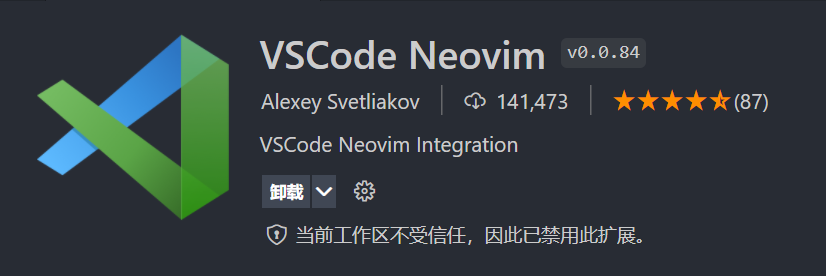 VSCode Neovim v0.0.84
Alexey Svetliakov 141,473 (87)
VSCode Neovim Integration
卸载
当前工作区不受信任，因此已禁用此扩展。